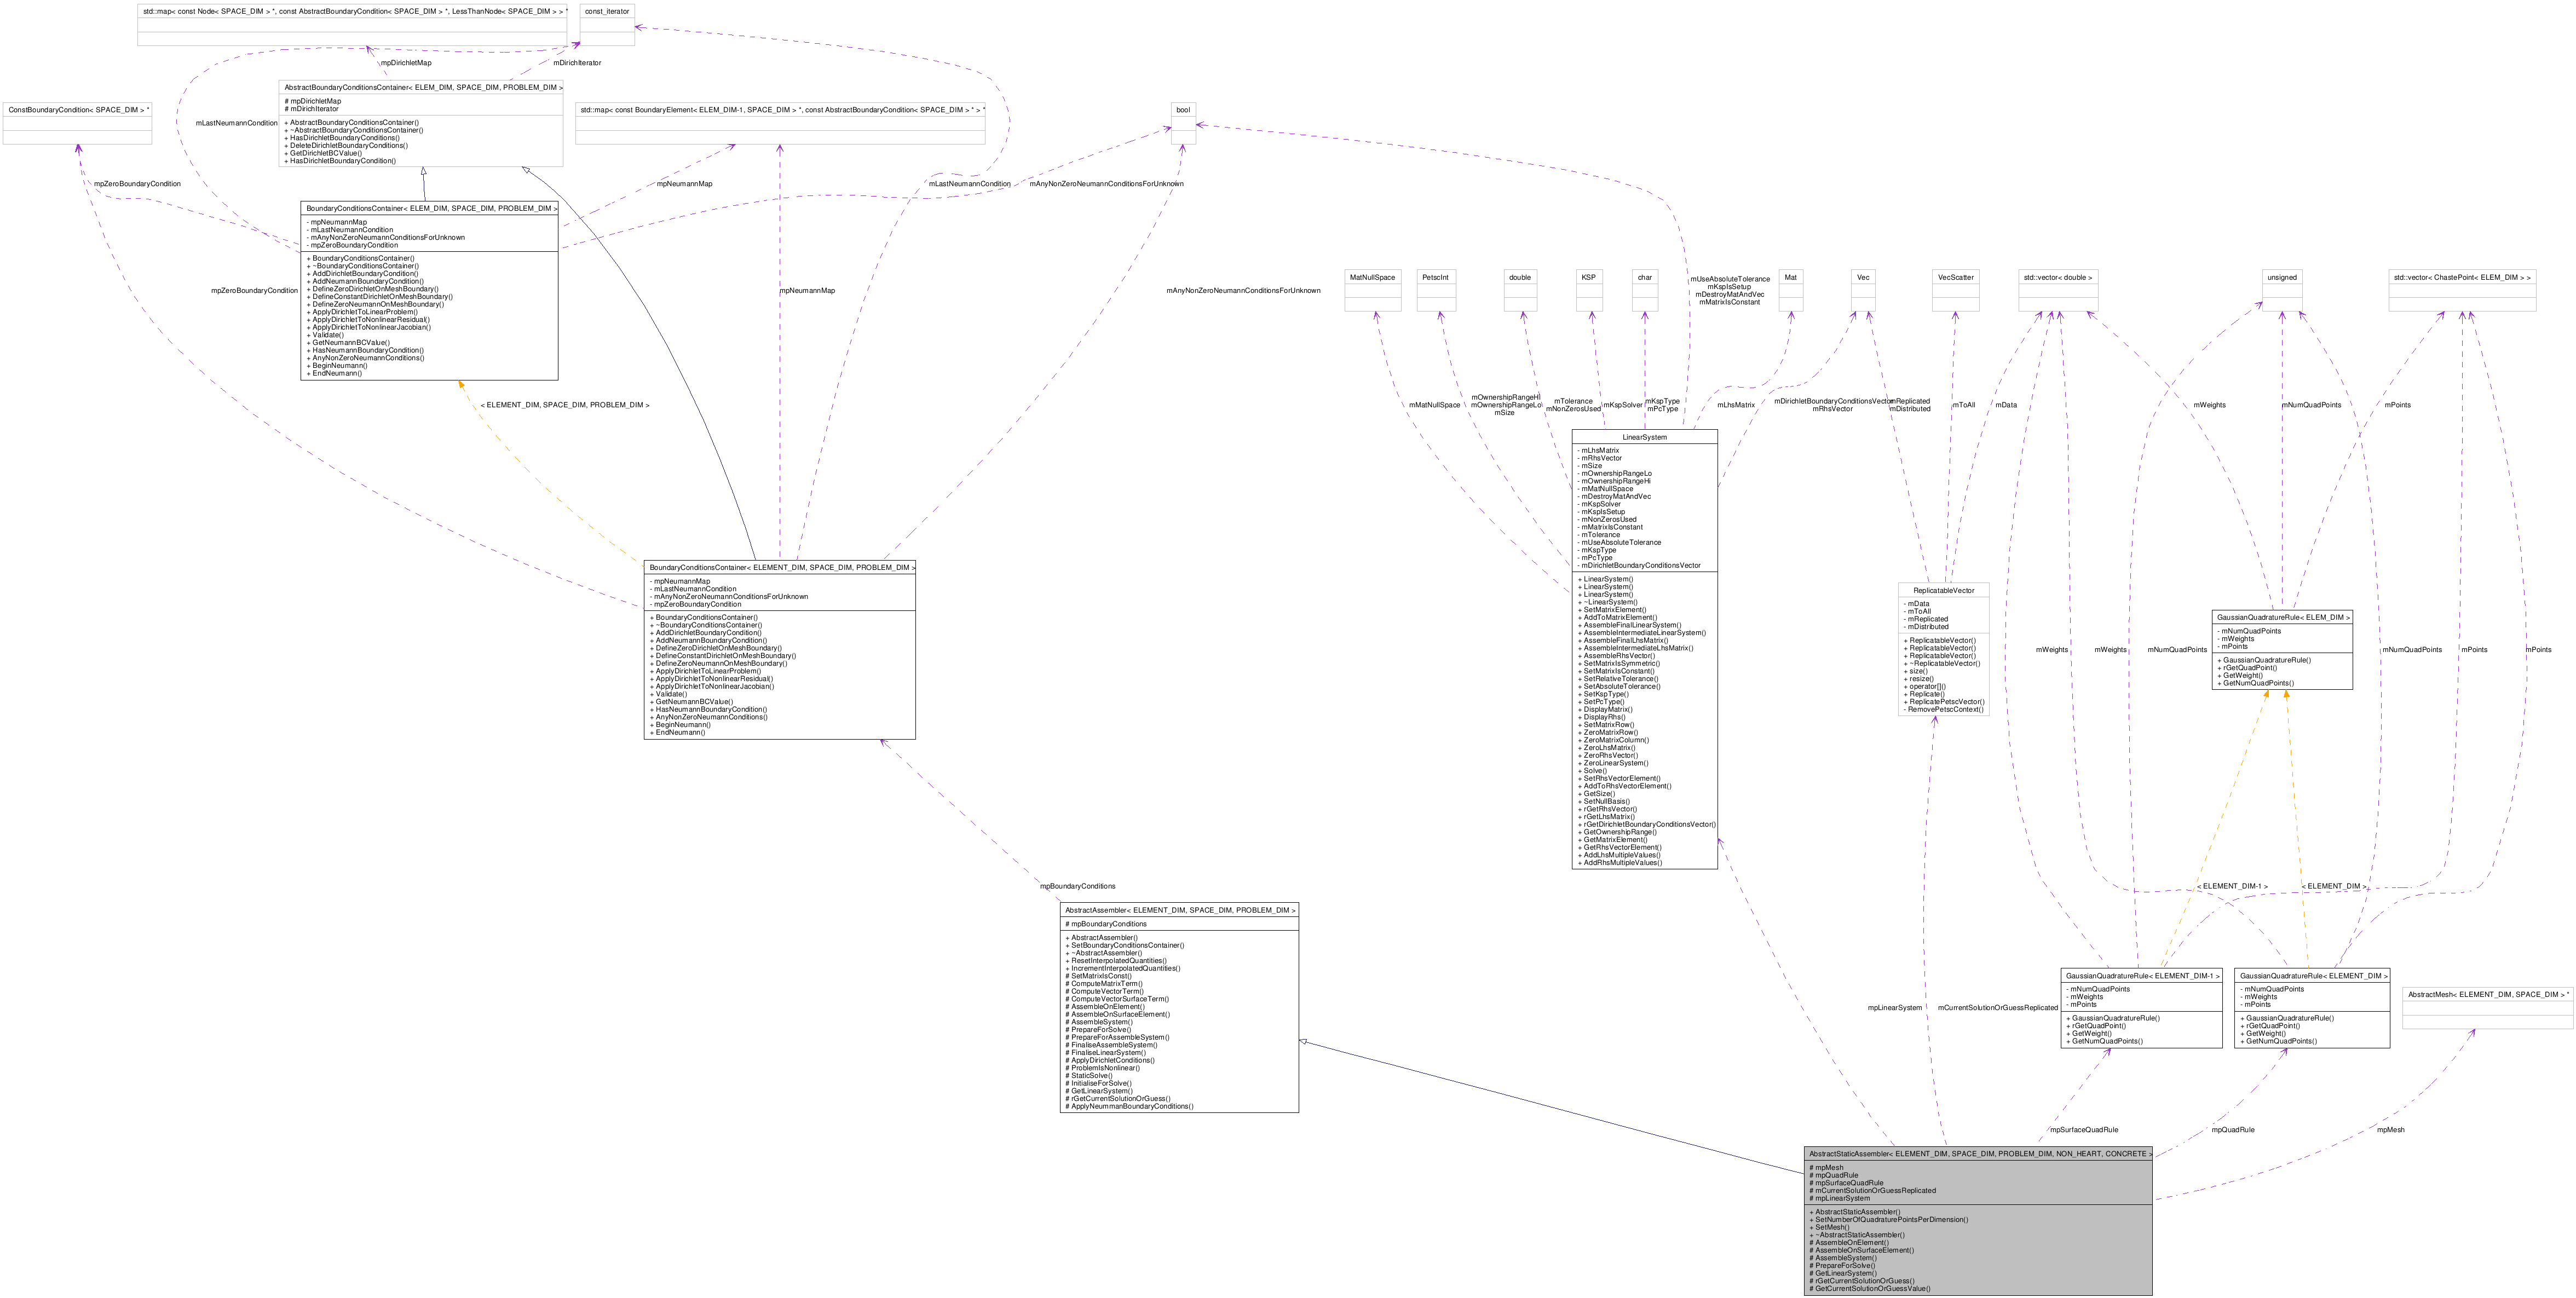 std::map< const Node< SPACE_DIM > *, const AbstractBoundaryCondition< SPACE_DIM > *, LessThanNode< SPACE_DIM > > *
const_iterator
mpDirichletMap
mDirichIterator
AbstractBoundaryConditionsContainer< ELEM_DIM, SPACE_DIM, PROBLEM_DIM >
# mpDirichletMap
# mDirichIterator
+ AbstractBoundaryConditionsContainer()
+ ~AbstractBoundaryConditionsContainer()
+ HasDirichletBoundaryConditions()
+ DeleteDirichletBoundaryConditions()
+ GetDirichletBCValue()
+ HasDirichletBoundaryCondition()
ConstBoundaryCondition< SPACE_DIM > *
std::map< const BoundaryElement< ELEM_DIM-1, SPACE_DIM > *, const AbstractBoundaryCondition< SPACE_DIM > * > *
bool
mLastNeumannCondition
mpZeroBoundaryCondition
mpNeumannMap
mLastNeumannCondition
mAnyNonZeroNeumannConditionsForUnknown
BoundaryConditionsContainer< ELEM_DIM, SPACE_DIM, PROBLEM_DIM >
- mpNeumannMap
- mLastNeumannCondition
- mAnyNonZeroNeumannConditionsForUnknown
- mpZeroBoundaryCondition
+ BoundaryConditionsContainer()
+ ~BoundaryConditionsContainer()
+ AddDirichletBoundaryCondition()
+ AddNeumannBoundaryCondition()
+ DefineZeroDirichletOnMeshBoundary()
+ DefineConstantDirichletOnMeshBoundary()
+ DefineZeroNeumannOnMeshBoundary()
+ ApplyDirichletToLinearProblem()
+ ApplyDirichletToNonlinearResidual()
+ ApplyDirichletToNonlinearJacobian()
+ Validate()
+ GetNeumannBCValue()
+ HasNeumannBoundaryCondition()
+ AnyNonZeroNeumannConditions()
+ BeginNeumann()
+ EndNeumann()
mpZeroBoundaryCondition
mpNeumannMap
mAnyNonZeroNeumannConditionsForUnknown
< ELEMENT_DIM, SPACE_DIM, PROBLEM_DIM >
MatNullSpace
PetscInt
double
KSP
char
mUseAbsoluteTolerance
mKspIsSetup
mDestroyMatAndVec
mMatrixIsConstant
Mat
Vec
VecScatter
std::vector< double >
unsigned
std::vector< ChastePoint< ELEM_DIM > >
mMatNullSpace
mOwnershipRangeHi
mOwnershipRangeLo
mSize
mTolerance
mNonZerosUsed
mKspSolver
mKspType
mPcType
mLhsMatrix
mDirichletBoundaryConditionsVector
mRhsVector
mReplicated
mDistributed
mToAll
mData
mWeights
mNumQuadPoints
mPoints
LinearSystem
- mLhsMatrix
- mRhsVector
- mSize
- mOwnershipRangeLo
- mOwnershipRangeHi
- mMatNullSpace
- mDestroyMatAndVec
- mKspSolver
- mKspIsSetup
- mNonZerosUsed
- mMatrixIsConstant
- mTolerance
- mUseAbsoluteTolerance
- mKspType
- mPcType
- mDirichletBoundaryConditionsVector
+ LinearSystem()
+ LinearSystem()
+ LinearSystem()
+ ~LinearSystem()
+ SetMatrixElement()
+ AddToMatrixElement()
+ AssembleFinalLinearSystem()
+ AssembleIntermediateLinearSystem()
+ AssembleFinalLhsMatrix()
+ AssembleIntermediateLhsMatrix()
+ AssembleRhsVector()
+ SetMatrixIsSymmetric()
+ SetMatrixIsConstant()
+ SetRelativeTolerance()
+ SetAbsoluteTolerance()
+ SetKspType()
+ SetPcType()
+ DisplayMatrix()
+ DisplayRhs()
+ SetMatrixRow()
+ ZeroMatrixRow()
+ ZeroMatrixColumn()
+ ZeroLhsMatrix()
+ ZeroRhsVector()
+ ZeroLinearSystem()
+ Solve()
+ SetRhsVectorElement()
+ AddToRhsVectorElement()
+ GetSize()
+ SetNullBasis()
+ rGetRhsVector()
+ rGetLhsMatrix()
+ rGetDirichletBoundaryConditionsVector()
+ GetOwnershipRange()
+ GetMatrixElement()
+ GetRhsVectorElement()
+ AddLhsMultipleValues()
+ AddRhsMultipleValues()
BoundaryConditionsContainer< ELEMENT_DIM, SPACE_DIM, PROBLEM_DIM >
- mpNeumannMap
- mLastNeumannCondition
- mAnyNonZeroNeumannConditionsForUnknown
- mpZeroBoundaryCondition
+ BoundaryConditionsContainer()
+ ~BoundaryConditionsContainer()
+ AddDirichletBoundaryCondition()
+ AddNeumannBoundaryCondition()
+ DefineZeroDirichletOnMeshBoundary()
+ DefineConstantDirichletOnMeshBoundary()
+ DefineZeroNeumannOnMeshBoundary()
+ ApplyDirichletToLinearProblem()
+ ApplyDirichletToNonlinearResidual()
+ ApplyDirichletToNonlinearJacobian()
+ Validate()
+ GetNeumannBCValue()
+ HasNeumannBoundaryCondition()
+ AnyNonZeroNeumannConditions()
+ BeginNeumann()
+ EndNeumann()
ReplicatableVector
- mData
- mToAll
- mReplicated
- mDistributed
+ ReplicatableVector()
+ ReplicatableVector()
+ ReplicatableVector()
+ ~ReplicatableVector()
+ size()
+ resize()
+ operator[]()
+ Replicate()
+ ReplicatePetscVector()
- RemovePetscContext()
GaussianQuadratureRule< ELEM_DIM >
- mNumQuadPoints
- mWeights
- mPoints
+ GaussianQuadratureRule()
+ rGetQuadPoint()
+ GetWeight()
+ GetNumQuadPoints()
mWeights
mWeights
mNumQuadPoints
mNumQuadPoints
mPoints
mPoints
mpBoundaryConditions
< ELEMENT_DIM-1 >
< ELEMENT_DIM >
AbstractAssembler< ELEMENT_DIM, SPACE_DIM, PROBLEM_DIM >
# mpBoundaryConditions
+ AbstractAssembler()
+ SetBoundaryConditionsContainer()
+ ~AbstractAssembler()
+ ResetInterpolatedQuantities()
+ IncrementInterpolatedQuantities()
# SetMatrixIsConst()
# ComputeMatrixTerm()
# ComputeVectorTerm()
# ComputeVectorSurfaceTerm()
# AssembleOnElement()
# AssembleOnSurfaceElement()
# AssembleSystem()
# PrepareForSolve()
# PrepareForAssembleSystem()
# FinaliseAssembleSystem()
# FinaliseLinearSystem()
# ApplyDirichletConditions()
# ProblemIsNonlinear()
# StaticSolve()
# InitialiseForSolve()
# GetLinearSystem()
# rGetCurrentSolutionOrGuess()
# ApplyNeummanBoundaryConditions()
GaussianQuadratureRule< ELEMENT_DIM-1 >
- mNumQuadPoints
- mWeights
- mPoints
+ GaussianQuadratureRule()
+ rGetQuadPoint()
+ GetWeight()
+ GetNumQuadPoints()
GaussianQuadratureRule< ELEMENT_DIM >
- mNumQuadPoints
- mWeights
- mPoints
+ GaussianQuadratureRule()
+ rGetQuadPoint()
+ GetWeight()
+ GetNumQuadPoints()
AbstractMesh< ELEMENT_DIM, SPACE_DIM > *
mpLinearSystem
mCurrentSolutionOrGuessReplicated
mpSurfaceQuadRule
mpQuadRule
mpMesh
AbstractStaticAssembler< ELEMENT_DIM, SPACE_DIM, PROBLEM_DIM, NON_HEART, CONCRETE >
# mpMesh
# mpQuadRule
# mpSurfaceQuadRule
# mCurrentSolutionOrGuessReplicated
# mpLinearSystem
+ AbstractStaticAssembler()
+ SetNumberOfQuadraturePointsPerDimension()
+ SetMesh()
+ ~AbstractStaticAssembler()
# AssembleOnElement()
# AssembleOnSurfaceElement()
# AssembleSystem()
# PrepareForSolve()
# GetLinearSystem()
# rGetCurrentSolutionOrGuess()
# GetCurrentSolutionOrGuessValue()